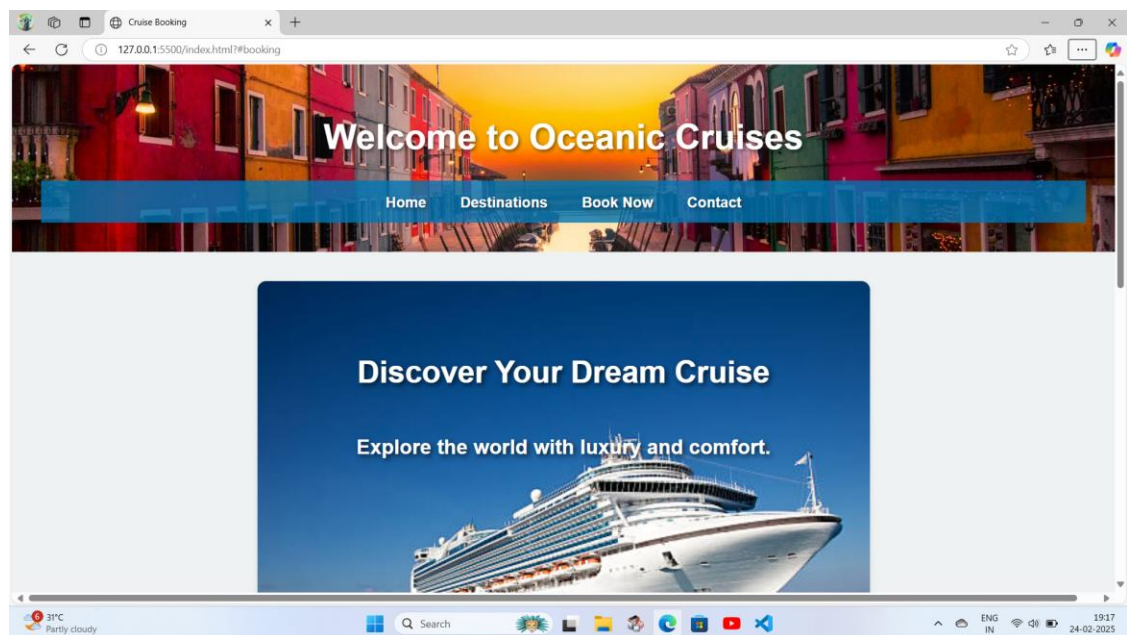 Cruise Booking
127.0.0.1:5500/index.html?#booking
Welcome to Oceanic Cruises
Home Destinations Book Now Contact
Discover Your Dream Cruise
Explore the world with luxury and comfort.
6
31°C
Partly cloudy
Search
ENG
IN
19:17
24-02-2025